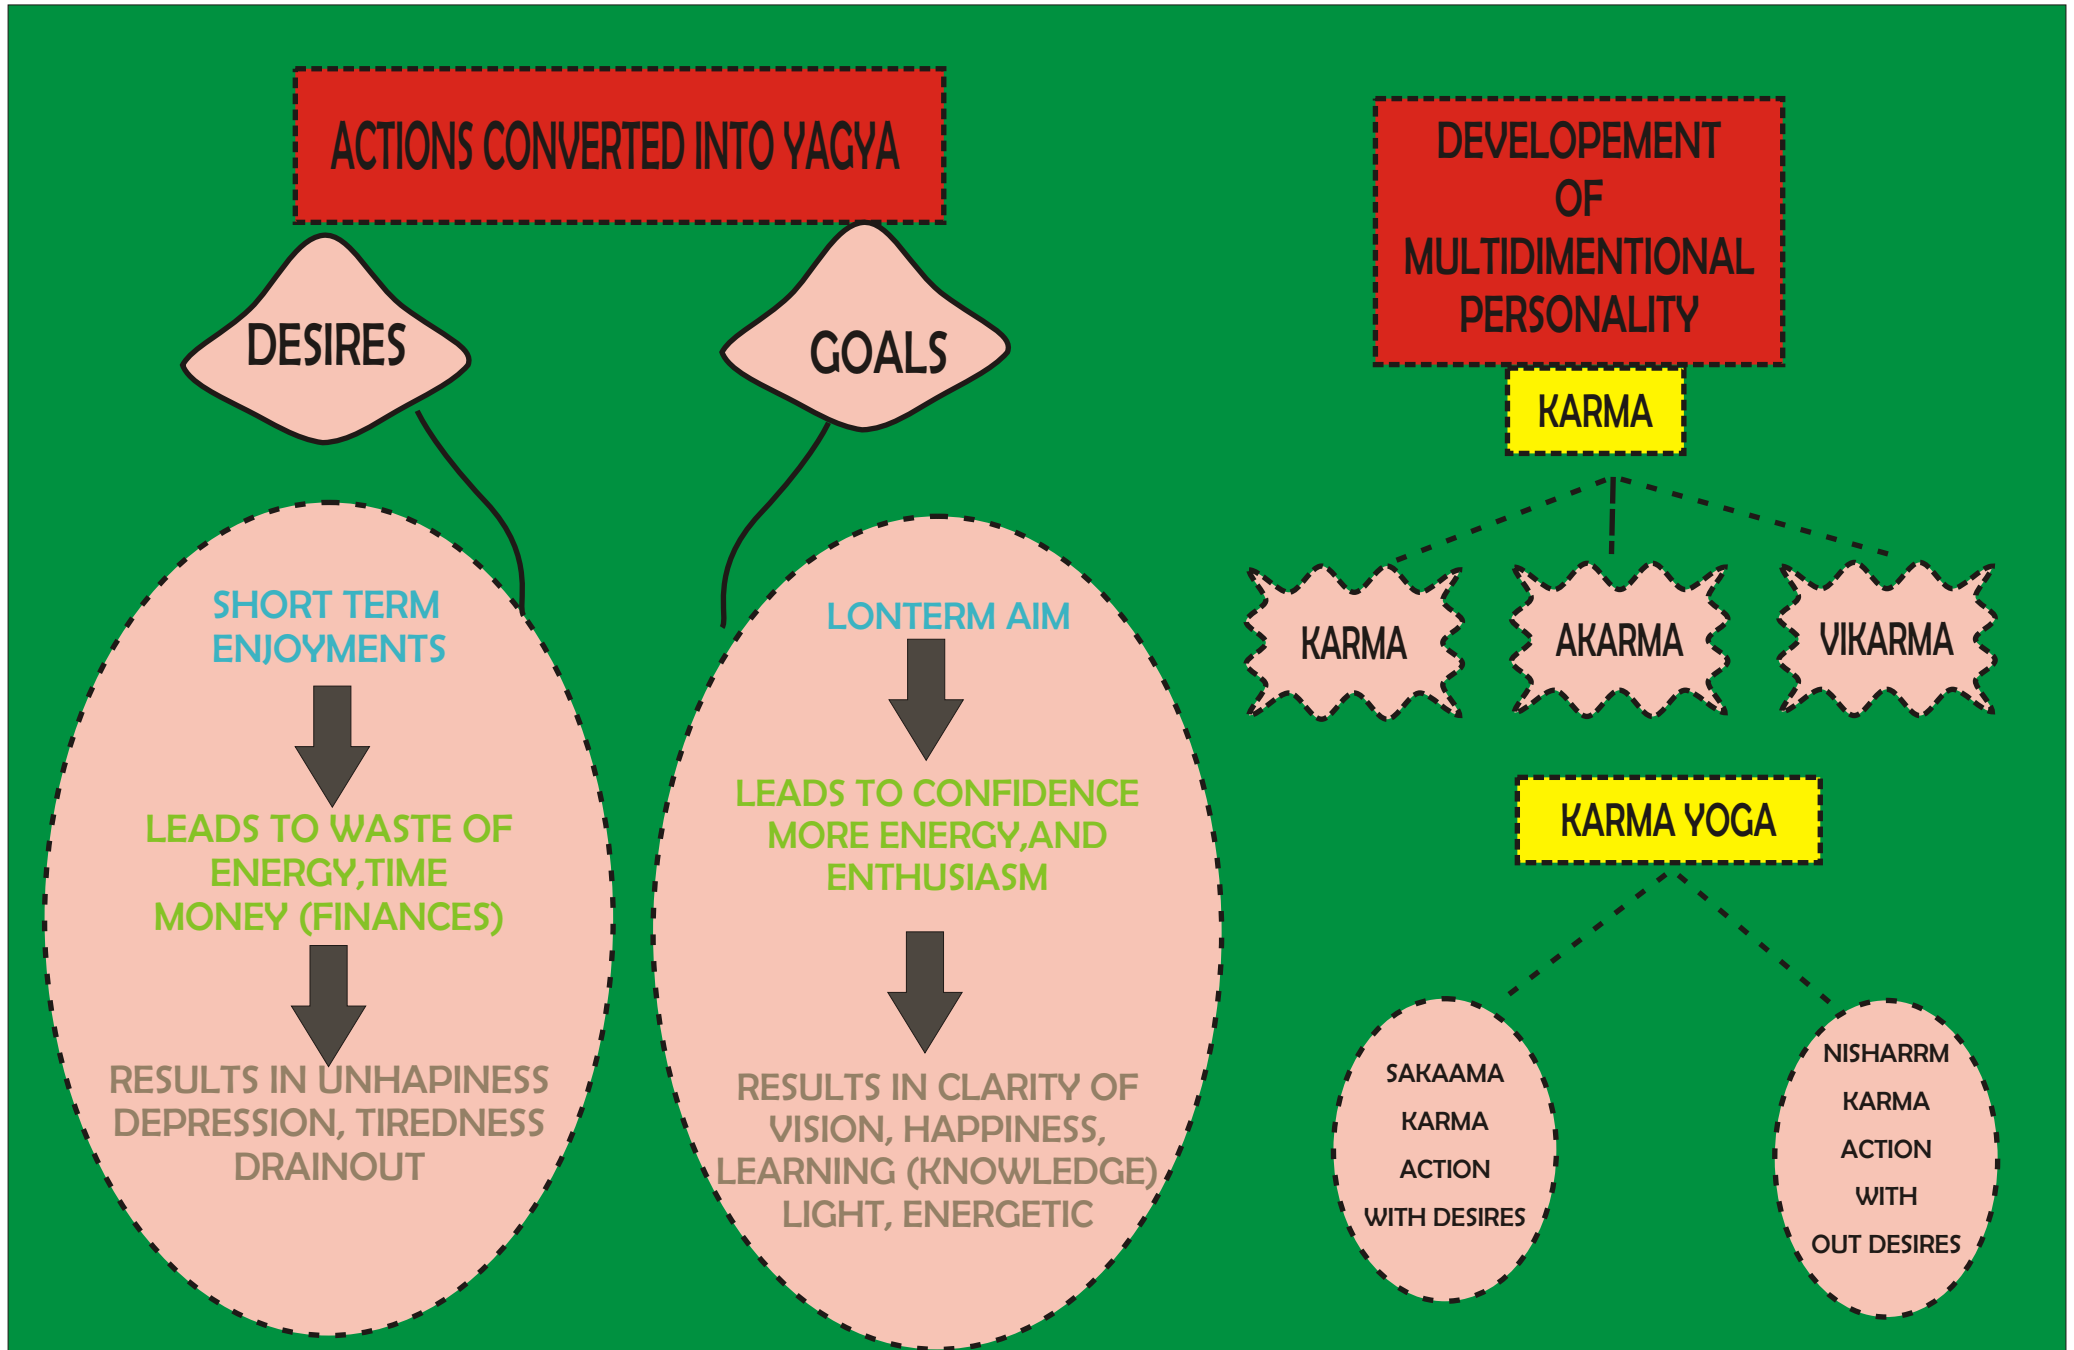 ACTIONS CONVERTED INTO YAGYA
DESIRES
GOALS
SHORT TERM
ENJOYMENTS
LEADS TO WASTE OF
ENERGY,TIME
MONEY (FINANCES)
RESULTS IN UNHAPINESS
DEPRESSION, TIREDNESS
DRAINOUT
LONTERM AIM
LEADS TO CONFIDENCE
MORE ENERGY,AND
ENTHUSIASM
RESULTS IN CLARITY OF
VISION, HAPPINESS,
LEARNING (KNOWLEDGE)
LIGHT, ENERGETIC
DEVELOPEMENT
OF
MULTIDIMENTIONAL
PERSONALITY
KARMA
KARMA
AKARMA
VIKARMA
KARMA YOGA
SAKAAMA
KARMA
ACTION
WITH DESIRES
NISHARRM
KARMA
ACTION
WITH
OUT DESIRES